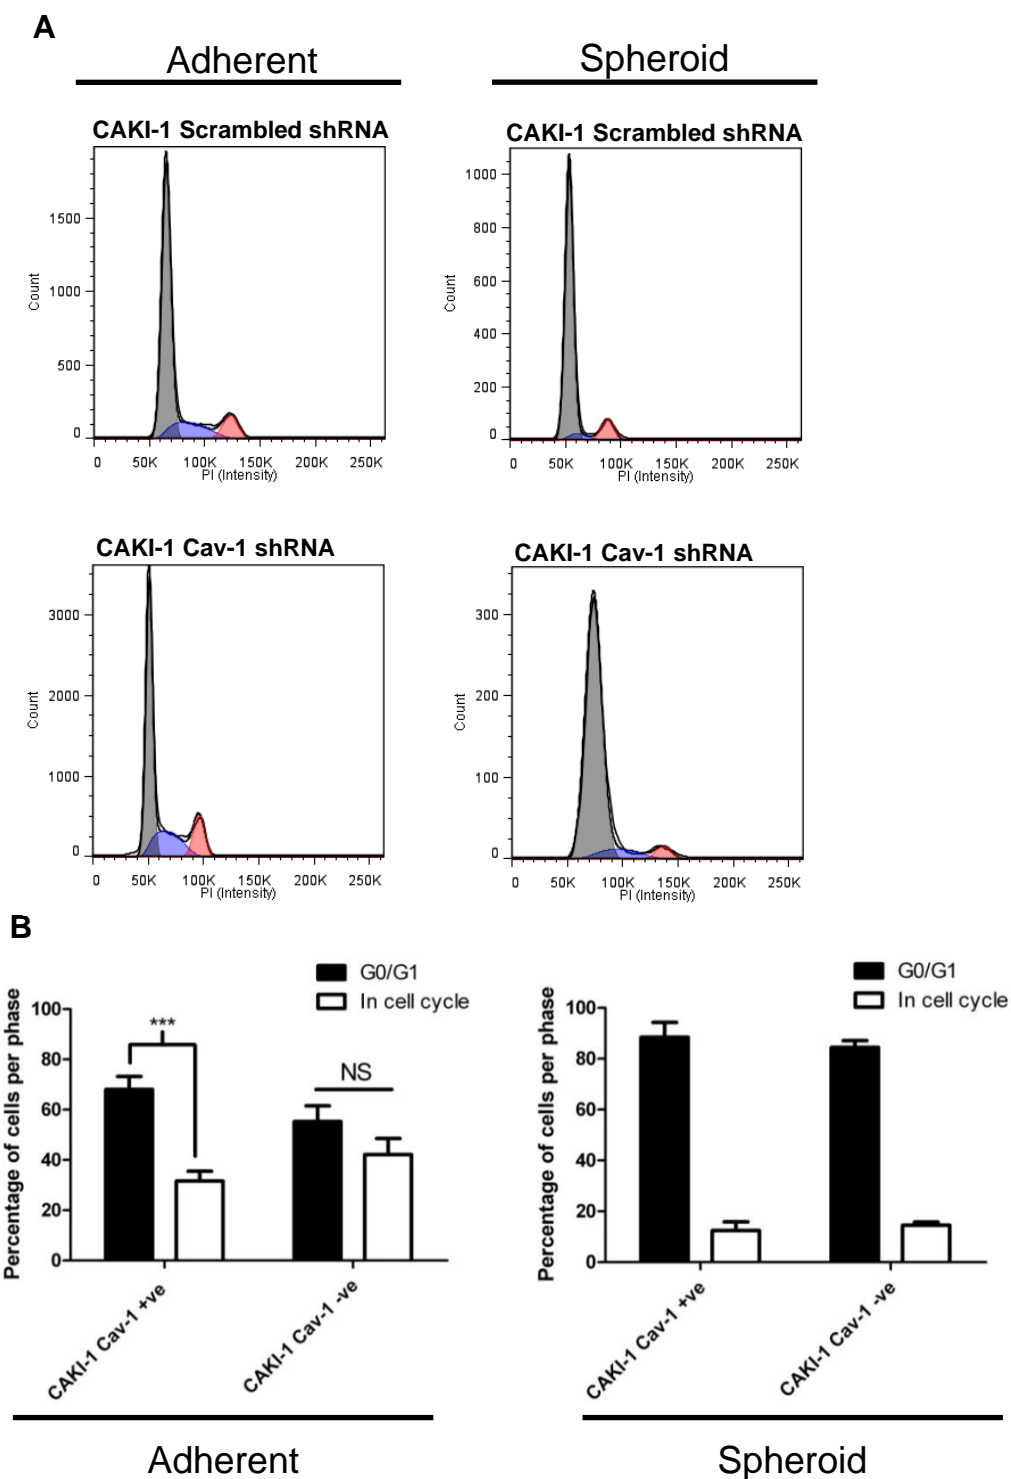 A
Adherent
Spheroid
CAKI-1 Scrambled shRNA
Count
1500
1000
500
0
0 50K 100K 150K 200K 250K
PI (Intensity)
CAKI-1 Scrambled shRNA
Count
1000
800
600
400
200
0
0 50K 100K 150K 200K 250K
PI (Intensity)
CAKI-1 Cav-1 shRNA
Count
3000
2000
1000
0
0 50K 100K 150K 200K 250K
PI (Intensity)
CAKI-1 Cav-1 shRNA
Count
300
200
100
0
0 50K 100K 150K 200K 250K
PI (Intensity)
B
G0/G1
In cell cycle
Percentage of cells per phase
100
80
60
40
20
0
***
NS
CAKI-1 Cav-1 +ve
CAKI-1 Cav-1 -ve
Adherent
G0/G1
In cell cycle
Percentage of cells per phase
100
80
60
40
20
0
CAKI-1 Cav-1 +ve
CAKI-1 Cav-1 -ve
Spheroid